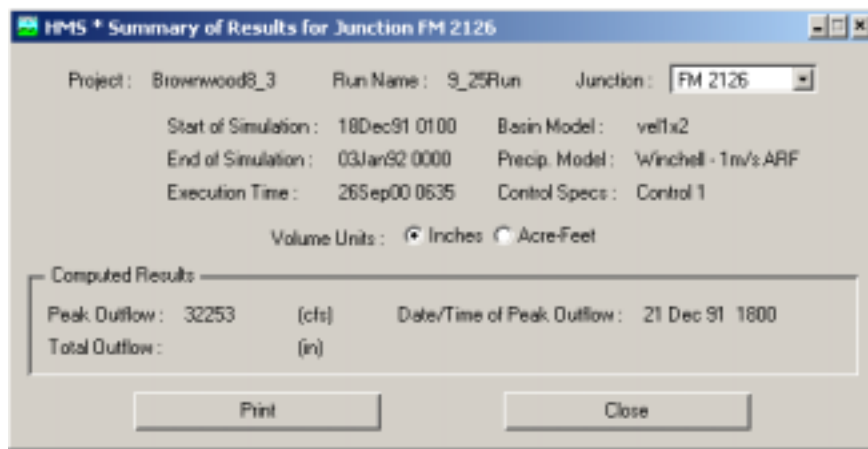 HMS * Summary of Results for Junction FM 2126
Project : Brownwood8_3 Run Name : 9_25Run Junction : FM 2126
Start of Simulation : 18Dec91 0100 Basin Model : vel1x2
End of Simulation : 03Jan92 0000 Precip. Model : Winchell - 1m/s ARF
Execution Time : 26Sep00 0635 Control Specs : Control 1
Volume Units : Inches Acre-Feet
Computed Results
Peak Outflow : 32253 (cfs) Date/Time of Peak Outflow : 21 Dec 91 1800
Total Outflow : (in)
Print Close